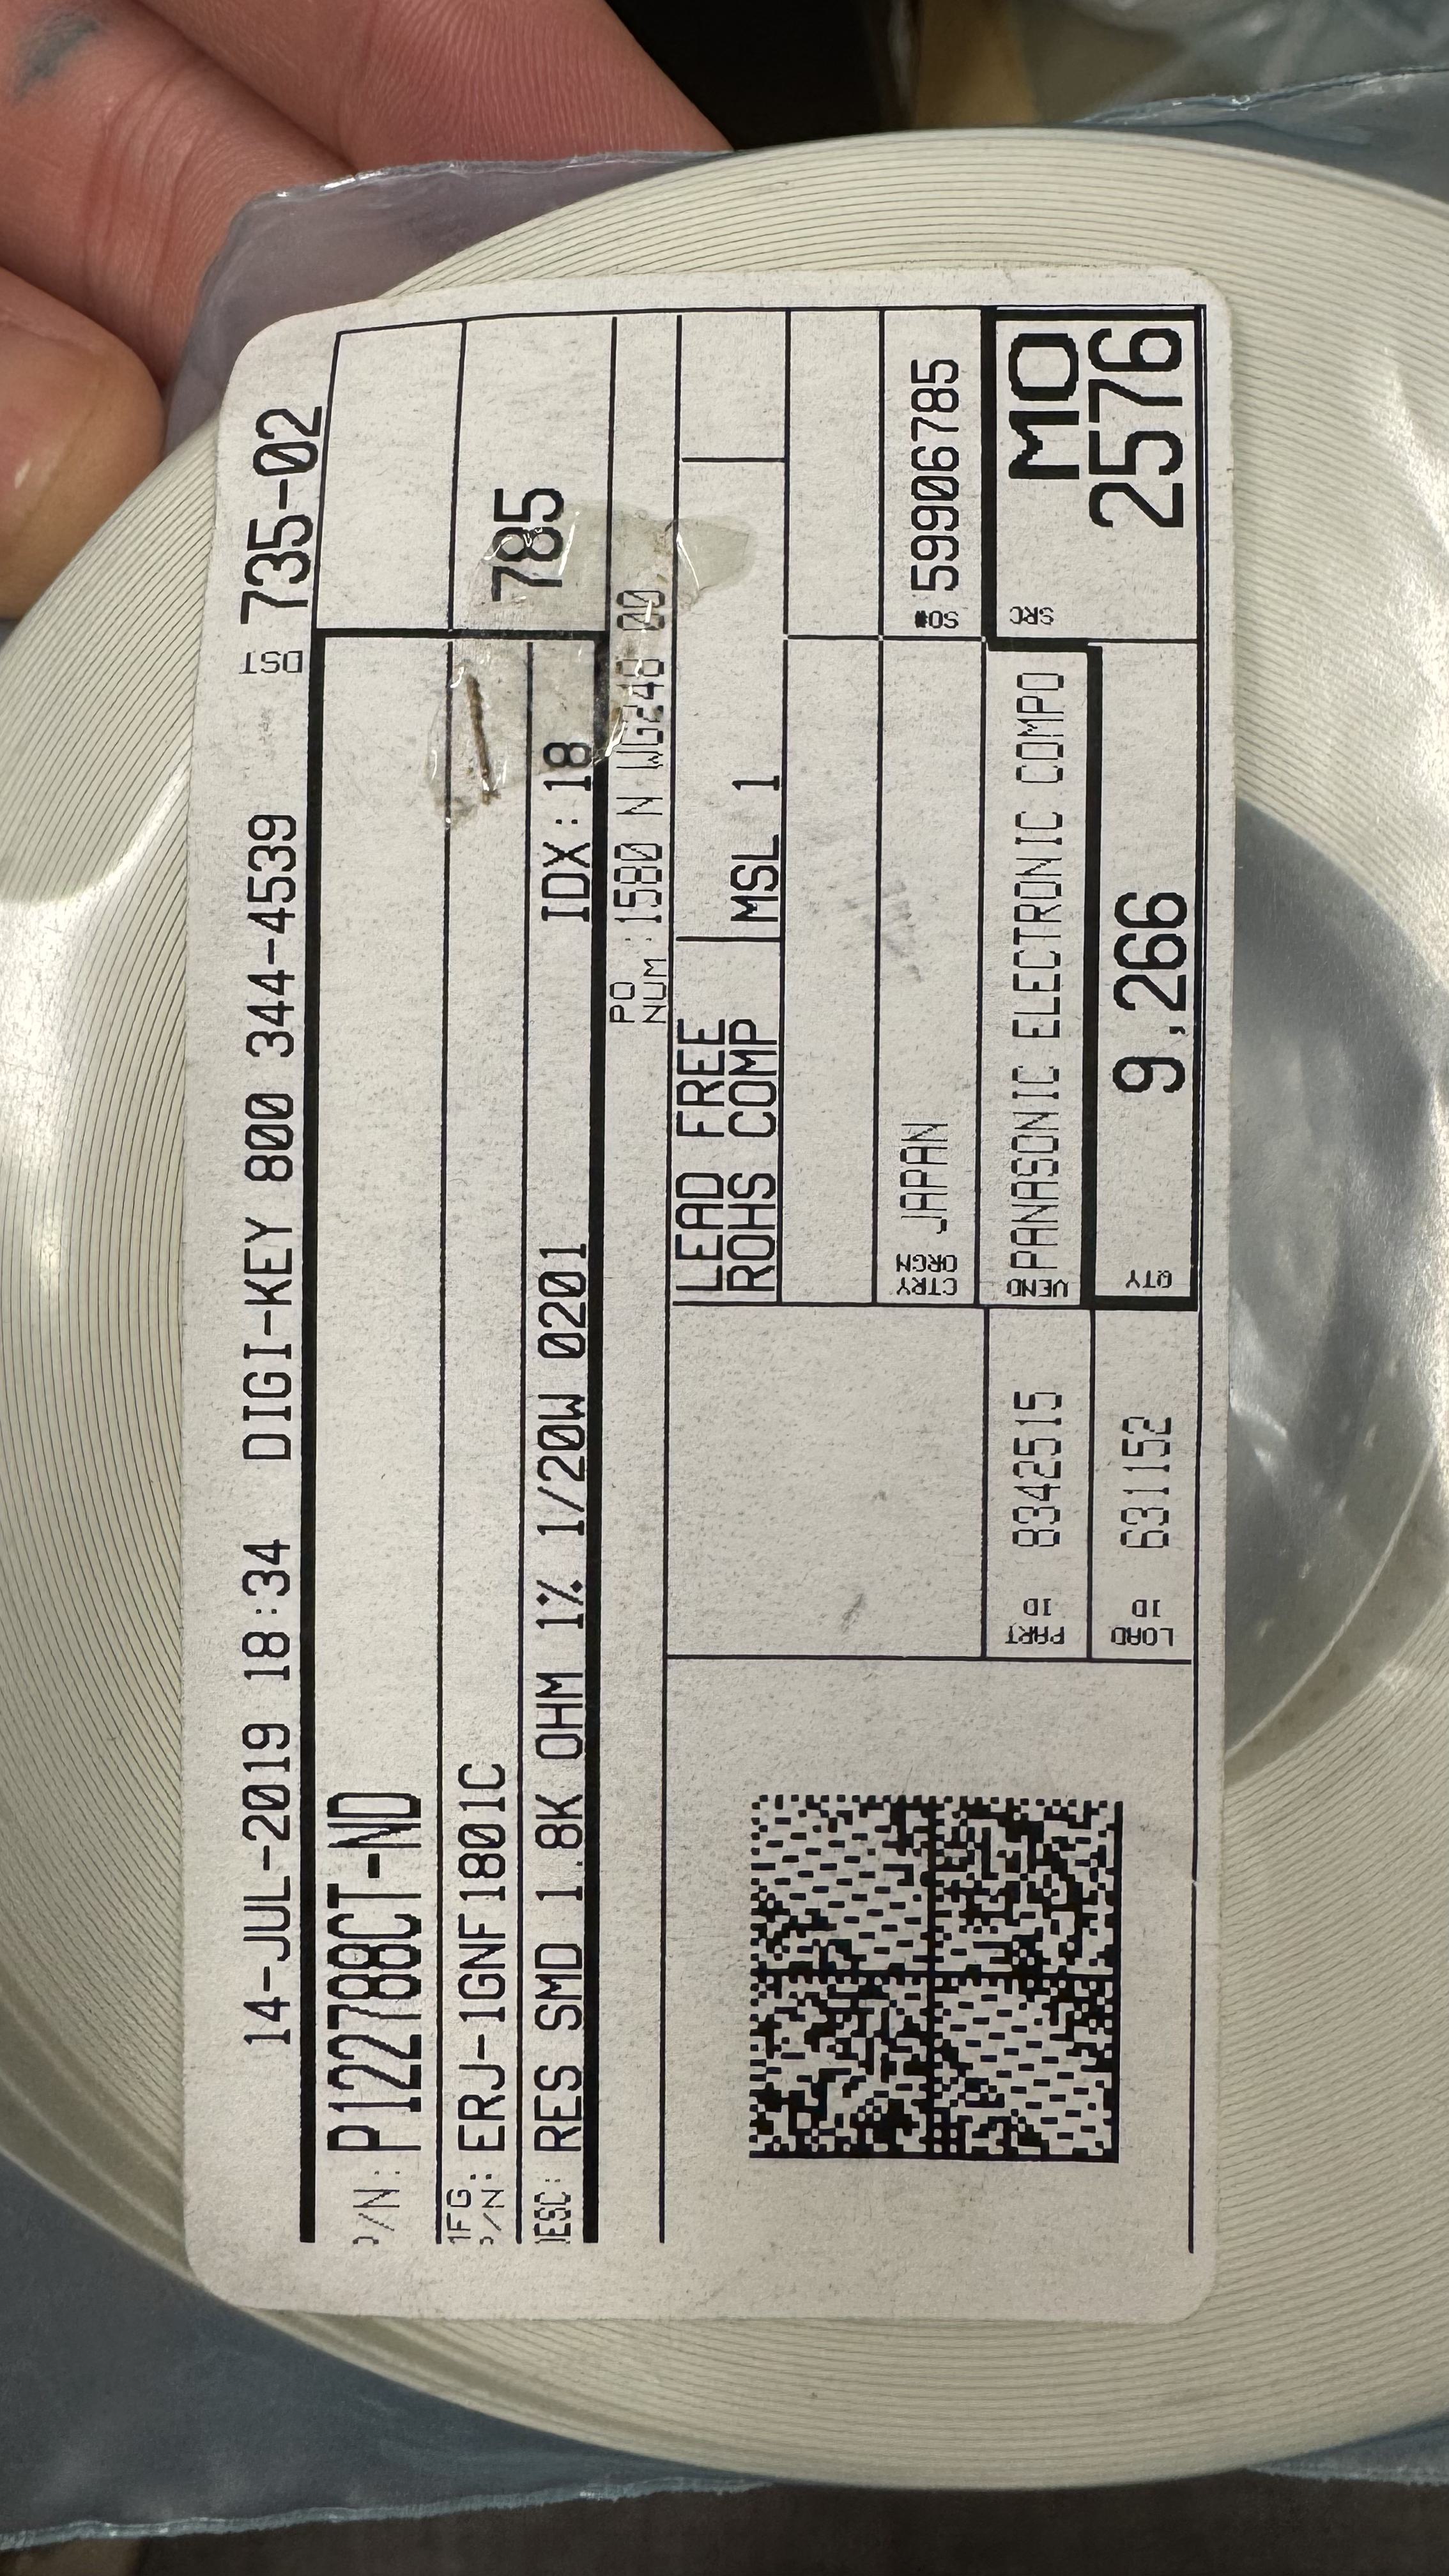 14-JUL-2019 18:34 DIGI-KEY 800 344-4539 DST 735-02
P/N: P122788CT-ND
MFG P/N: ERJ-1GNF1801C
785
DESC: RES SMD 1.8K OHM 1% 1/20W 0201 IDX:18
PO NUM :1580 N
LEAD FREE
ROHS COMP
MSL 1
CTRY ORGN JAPAN
SO# 59906785
PART ID 8342515
VEND PANASONIC ELECTRONIC COMPO
SRC MO
2576
LOAD ID 631152
QTY 9,266